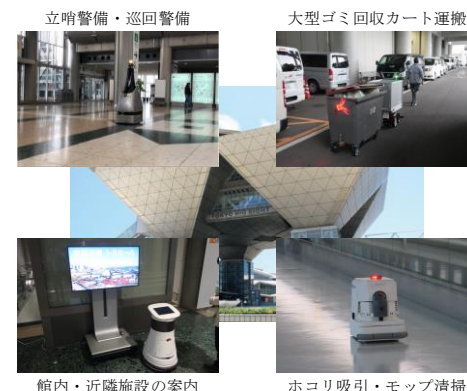 立哨警備・巡回警備
大型ゴミ回収カート運搬
館内・近隣施設の案内
ホコリ吸引・モップ清掃